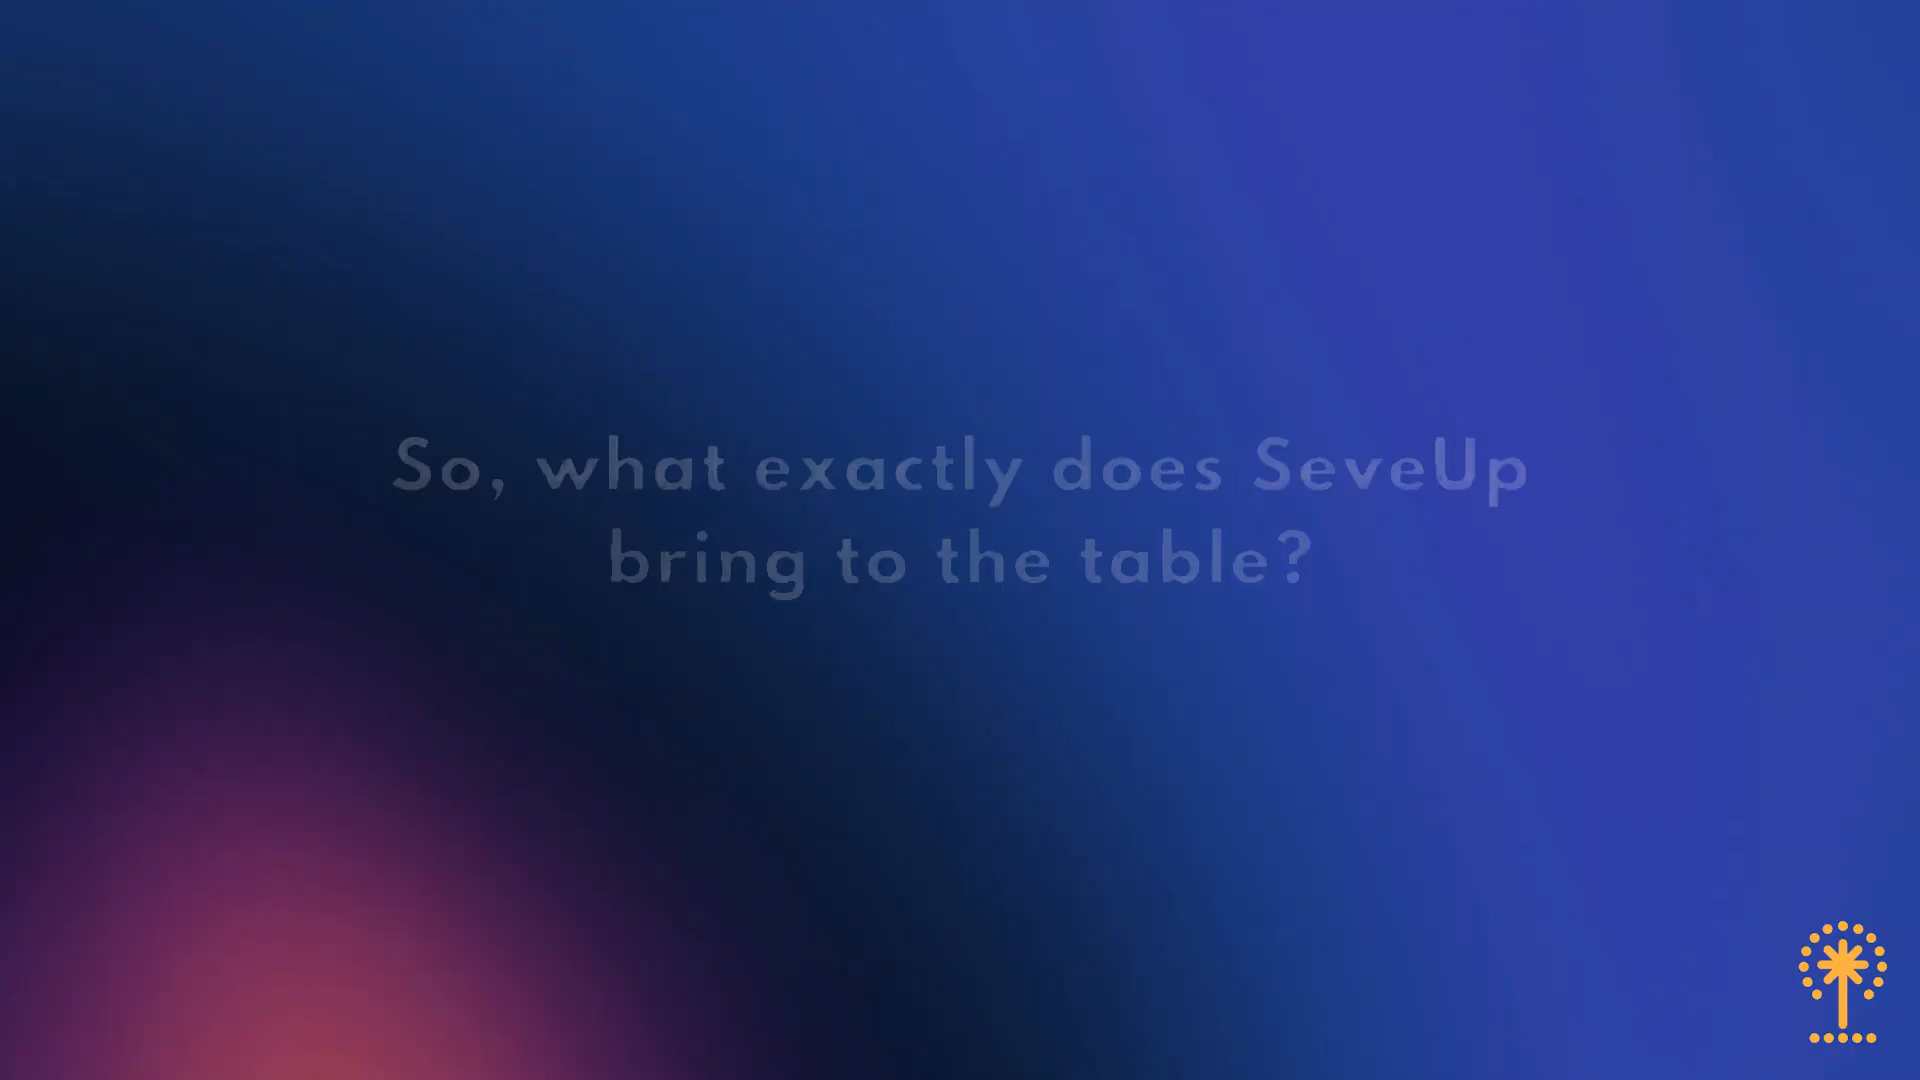 So, what exactly does SeveUp
bring to the table?